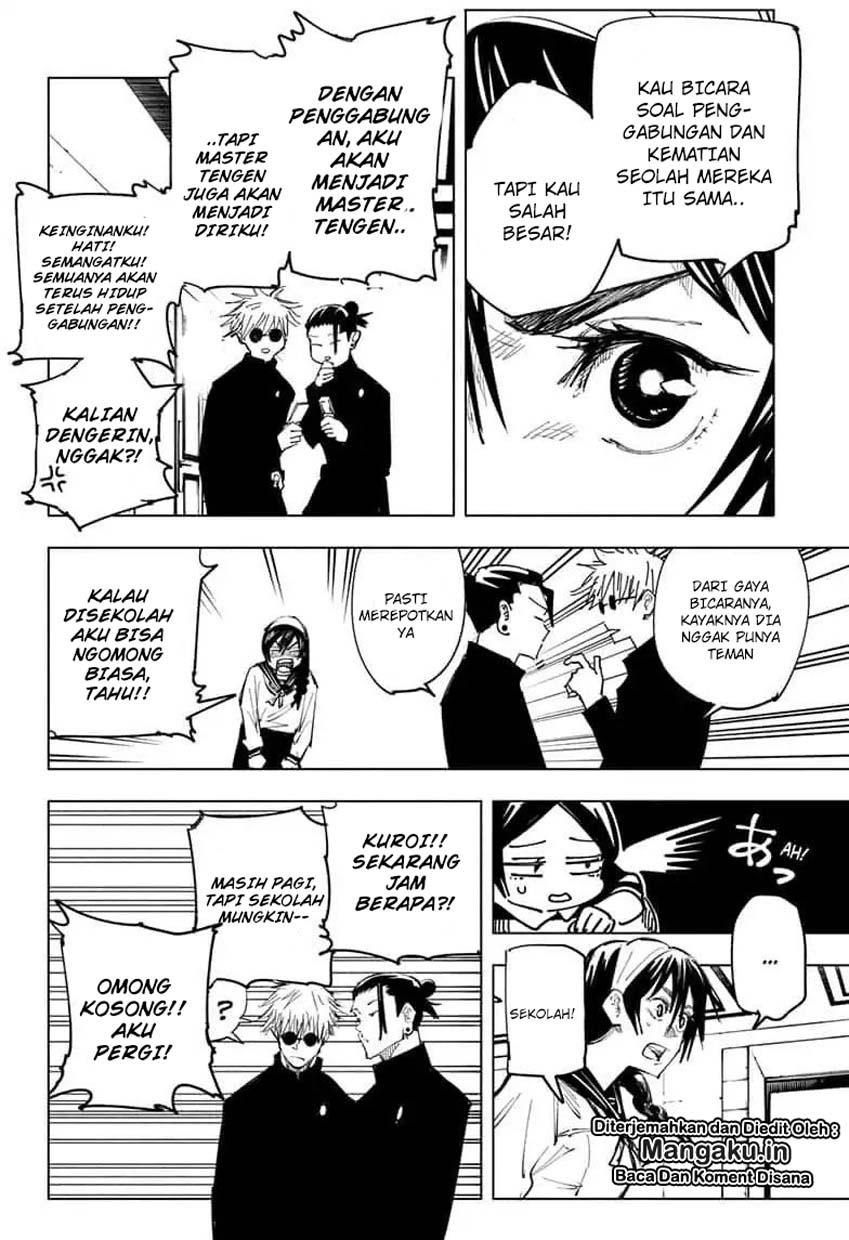 KAU BICARA
SOAL PENG-
GABUNGAN DAN
KEMATIAN
SEOLAH MEREKA
ITU SAMA..
TAPI KAU
SALAH
BESAR!
DENGAN
PENGGABUNG
AN, AKU
AKAN
MENJADI
MASTER
TENGEN..
..TAPI
MASTER
TENGEN
JUGA AKAN
MENJADI
DIRIKU!
KEINGINANKU!
HATI!
SEMANGATKU!
SEMUANYA AKAN
TERUS HIDUP
SETELAH PENG-
GABUNGAN!!
KALIAN
DENGERIN,
NGGAK?!
DARI GAYA
BICARANYA,
KAYAKNYA DIA
NGGAK PUNYA
TEMAN
PASTI
MEREPOTKAN
YA
KALAU
DISEKOLAH
AKU BISA
NGOMONG
BIASA,
TAHU!!
あっ
AH!
...
SEKOLAH!
KUROI!!
SEKARANG
JAM
BERAPA?!
MASIH PAGI,
TAPI SEKOLAH
MUNGKIN--
?
OMONG
KOSONG!!
AKU
PERGI!
Diterjemahkan dan Diedit Oleh :
Mangaku.in
Baca Dan Koment Disana